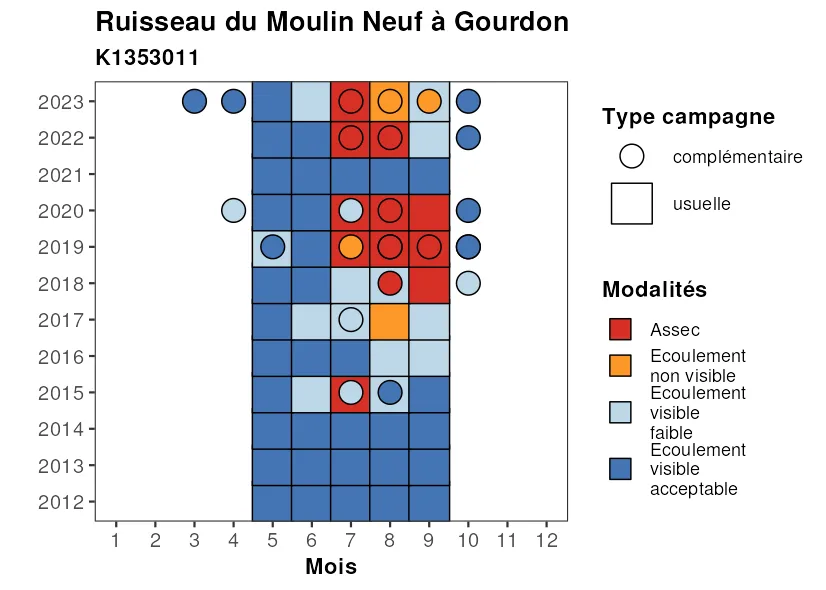 Ruisseau du Moulin Neuf à Gourdon
K1353011
2023
2022
2021
2020
2019
2018
2017
2016
2015
2014
2013
2012
1 2 3 4 5 6 7 8 9 10 11 12
Mois
Type campagne
complémentaire
usuelle
Modalités
Assec
Ecoulement
non visible
Ecoulement
visible
faible
Ecoulement
visible
acceptable